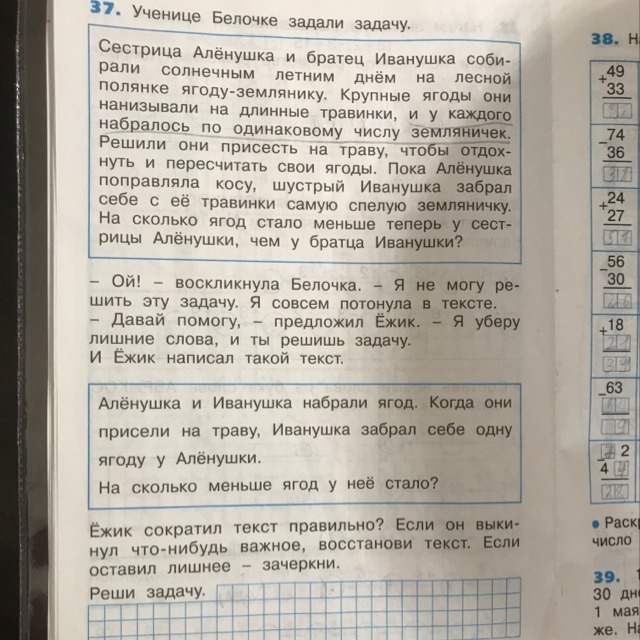 37. Ученице Белочке задали задачу.
Сестрица Алёнушка и братец Иванушка соби-
рали солнечным летним днём на лесной
полянке ягоду-землянику. Крупные ягоды они
нанизывали на длинные травинки, и у каждого
набралось по одинаковому числу земляничек.
Решили они присесть на траву, чтобы отдох-
нуть и пересчитать свои ягоды. Пока Алёнушка
поправляла косу, шустрый Иванушка забрал
себе с её травинки самую спелую земляничку.
На сколько ягод стало меньше теперь у сест-
рицы Алёнушки, чем у братца Иванушки?
– Ой! – воскликнула Белочка. – Я не могу ре-
шить эту задачу. Я совсем потонула в тексте.
– Давай помогу, – предложил Ёжик. – Я уберу
лишние слова, и ты решишь задачу.
И Ёжик написал такой текст.
Алёнушка и Иванушка набрали ягод. Когда они
присели на траву, Иванушка забрал себе одну
ягоду у Алёнушки.
На сколько меньше ягод у неё стало?
Ёжик сократил текст правильно? Если он выки-
нул что-нибудь важное, восстанови текст. Если
оставил лишнее – зачеркни.
Реши задачу.
38. Н
+49
33
–74
36
+24
27
–56
30
+18
–63
2
4
• Раск
число
39.
30 дн
1 мая
же. На